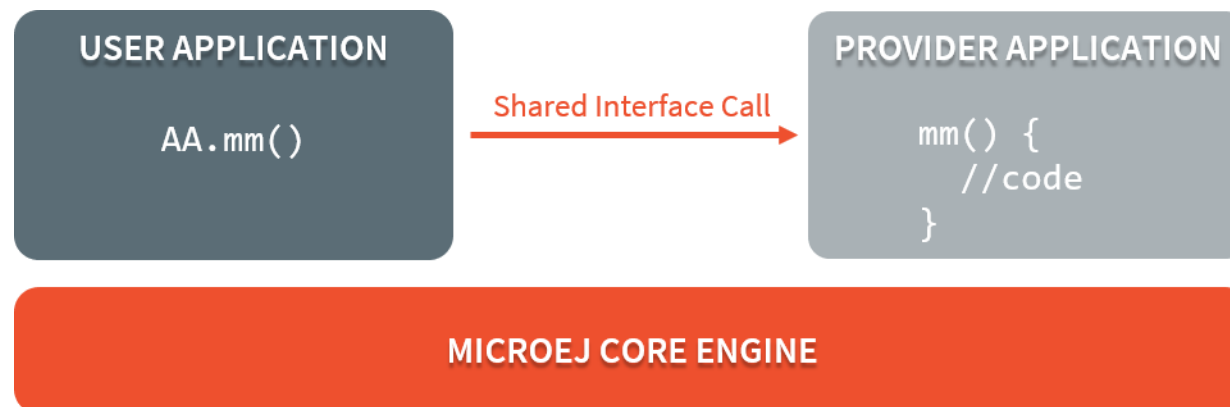 USER APPLICATION
AA.mm()
Shared Interface Call
PROVIDER APPLICATION
mm() {
//code
}
MICROEJ CORE ENGINE